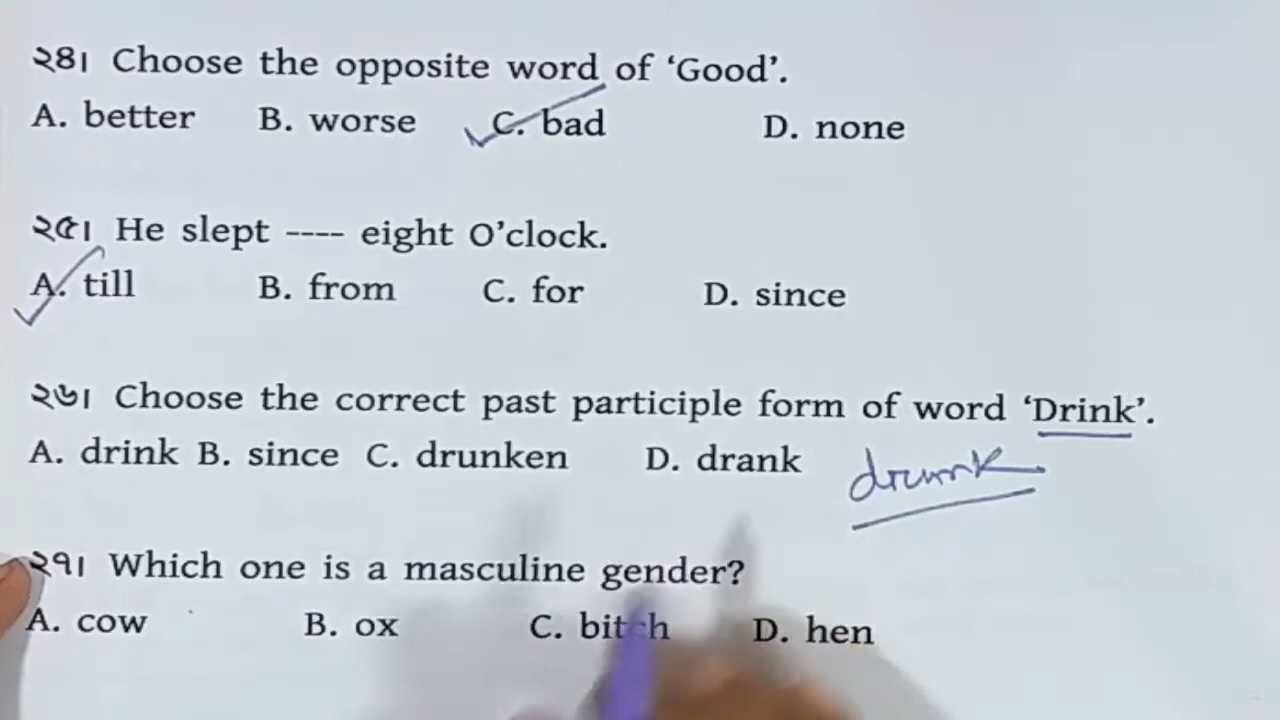 ২৪। Choose the opposite word of ‘Good’.
A. better B. worse C. bad D. none
২৫। He slept ---- eight O’clock.
A. till B. from C. for D. since
২৬। Choose the correct past participle form of word ‘Drink’.
A. drink B. since C. drunken D. drank drunk
২৭। Which one is a masculine gender?
A. cow B. ox C. bitch D. hen